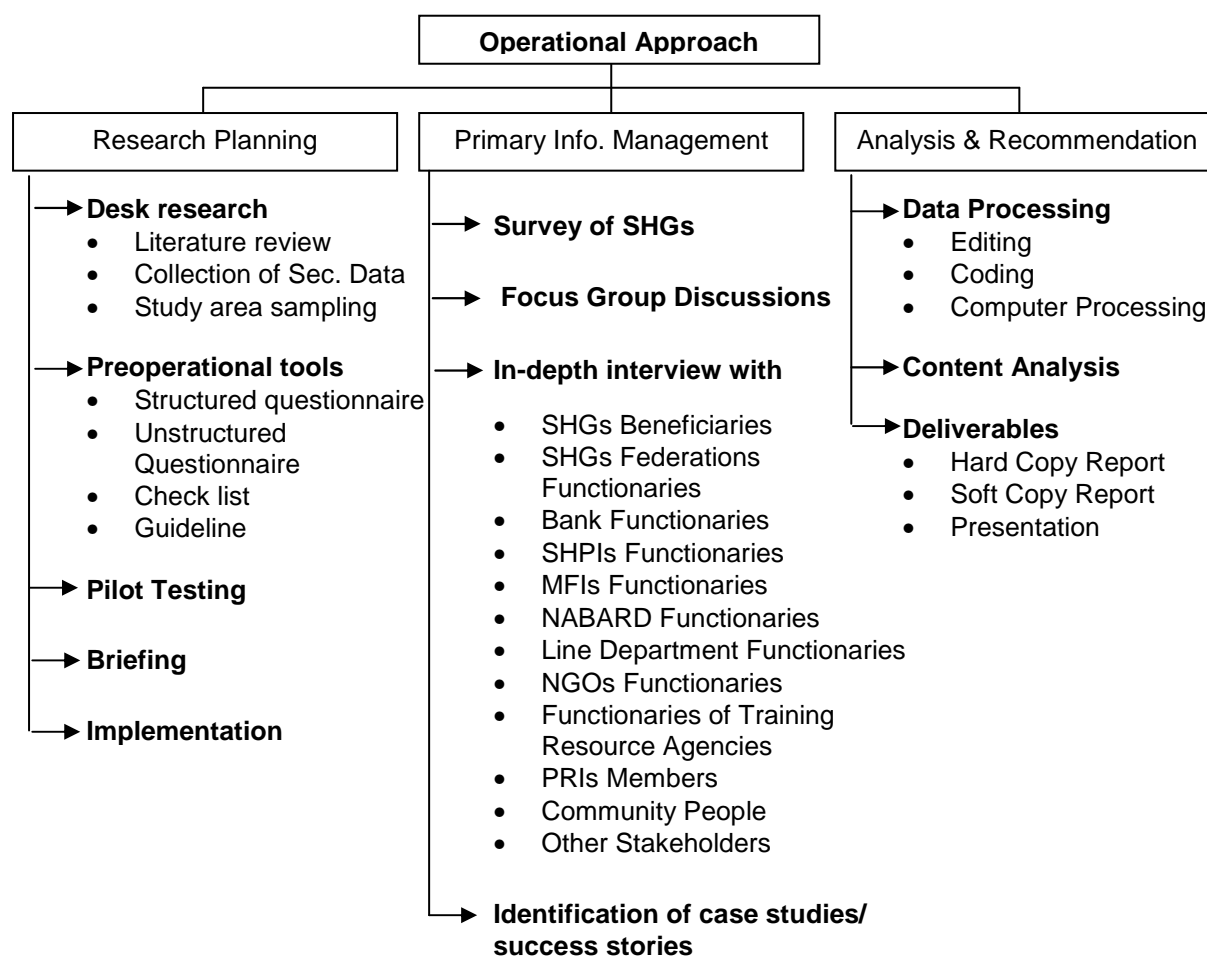 Operational Approach
Research Planning
Desk research
• Literature review
• Collection of Sec. Data
• Study area sampling
Preoperational tools
• Structured questionnaire
• Unstructured
Questionnaire
• Check list
• Guideline
Pilot Testing
Briefing
Implementation
Primary Info. Management
Survey of SHGs
Focus Group Discussions
In-depth interview with
• SHGs Beneficiaries
• SHGs Federations
Functionaries
• Bank Functionaries
• SHPIs Functionaries
• MFIs Functionaries
• NABARD Functionaries
• Line Department Functionaries
• NGOs Functionaries
• Functionaries of Training
Resource Agencies
• PRIs Members
• Community People
• Other Stakeholders
Identification of case studies/
success stories
Analysis & Recommendation
Data Processing
• Editing
• Coding
• Computer Processing
Content Analysis
Deliverables
• Hard Copy Report
• Soft Copy Report
• Presentation